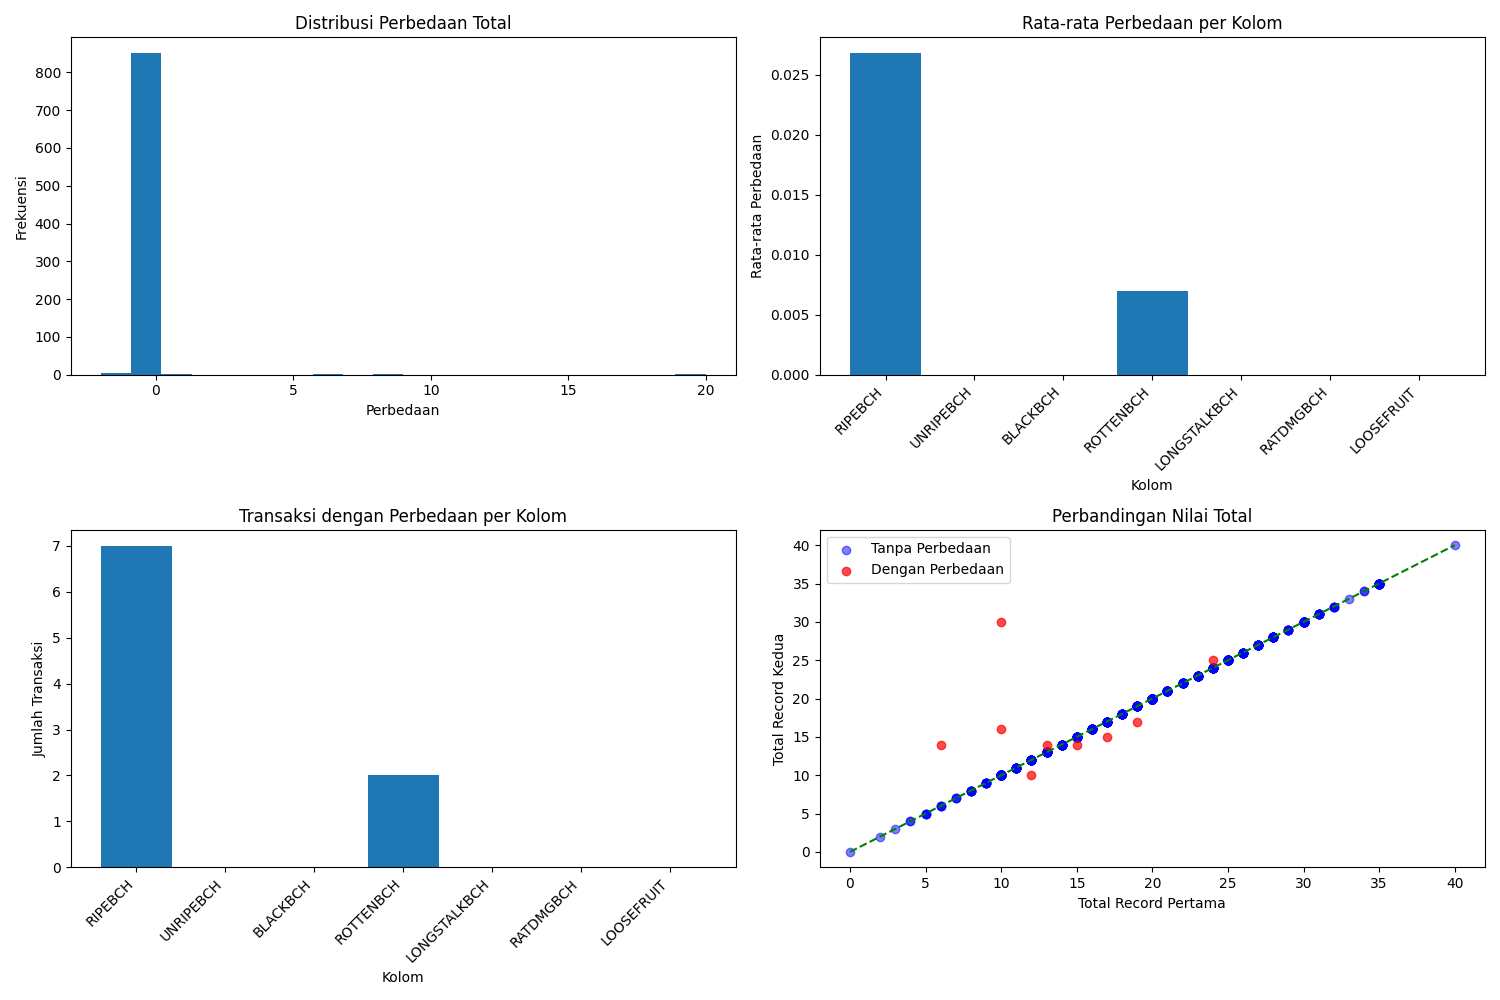 Distribusi Perbedaan Total
800
700
600
500
400
300
200
100
0
Frekuensi
0 5 10 15 20
Perbedaan
Rata-rata Perbedaan per Kolom
0.025
0.020
0.015
0.010
0.005
0.000
Rata-rata Perbedaan
RIPEBCH
UNRIPEBCH
BLACKBCH
ROTTENBCH
LONGSTALKBCH
RATDMGBCH
LOOSEFRUIT
Kolom
Transaksi dengan Perbedaan per Kolom
7
6
5
4
3
2
1
0
Jumlah Transaksi
RIPEBCH
UNRIPEBCH
BLACKBCH
ROTTENBCH
LONGSTALKBCH
RATDMGBCH
LOOSEFRUIT
Kolom
Perbandingan Nilai Total
Tanpa Perbedaan
Dengan Perbedaan
40
35
30
25
20
15
10
5
0
Total Record Kedua
0 5 10 15 20 25 30 35 40
Total Record Pertama